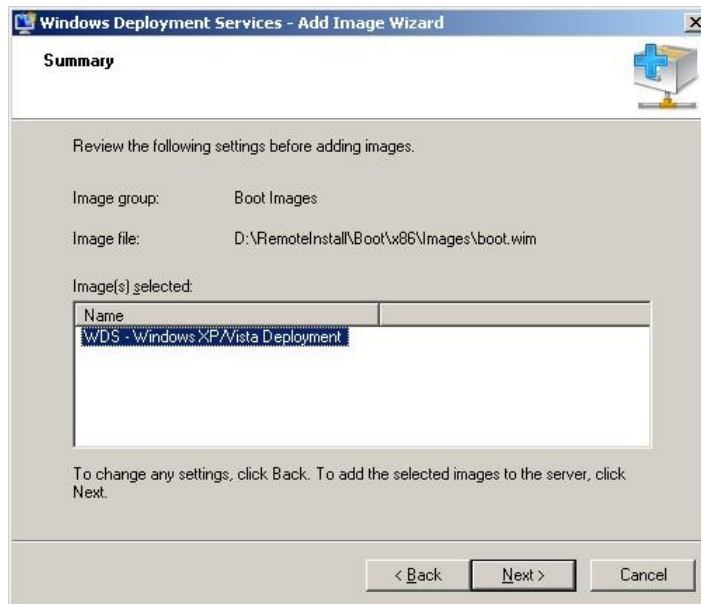 Windows Deployment Services - Add Image Wizard
Summary
Review the following settings before adding images.
Image group: Boot Images
Image file: D:\RemoteInstall\Boot\x86\Images\boot.wim
Image(s) selected:
Name
WDS - Windows XP/Vista Deployment
To change any settings, click Back. To add the selected images to the server, click
Next.
< Back Next > Cancel